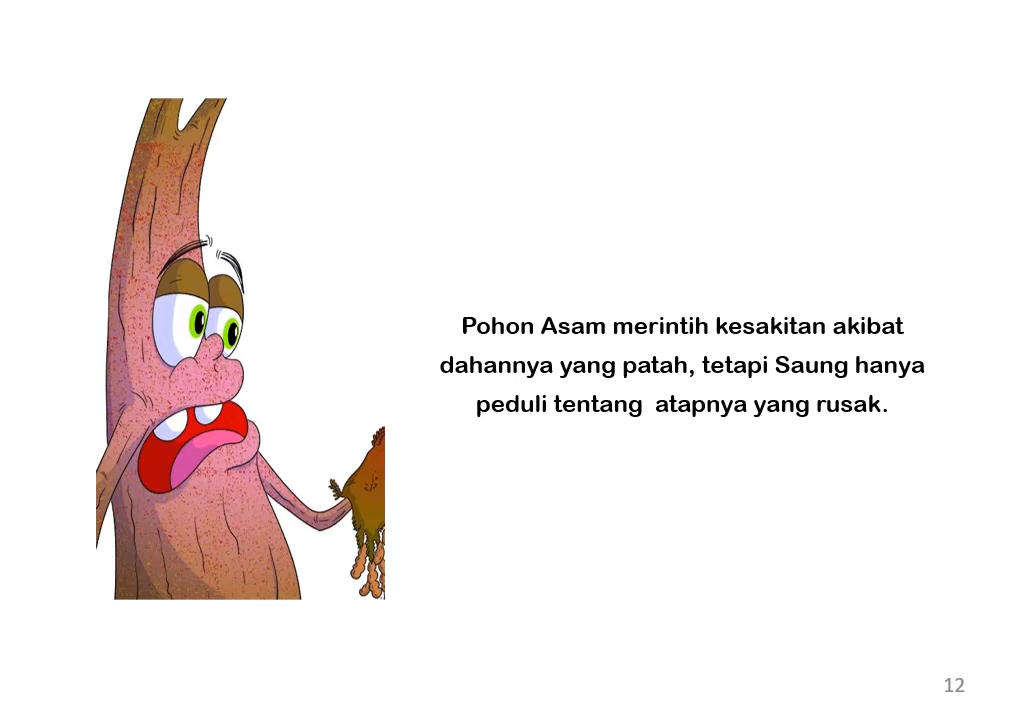 Pohon Asam merintih kesakitan akibat
dahannya yang patah, tetapi Saung hanya
peduli tentang  atapnya yang rusak.
12